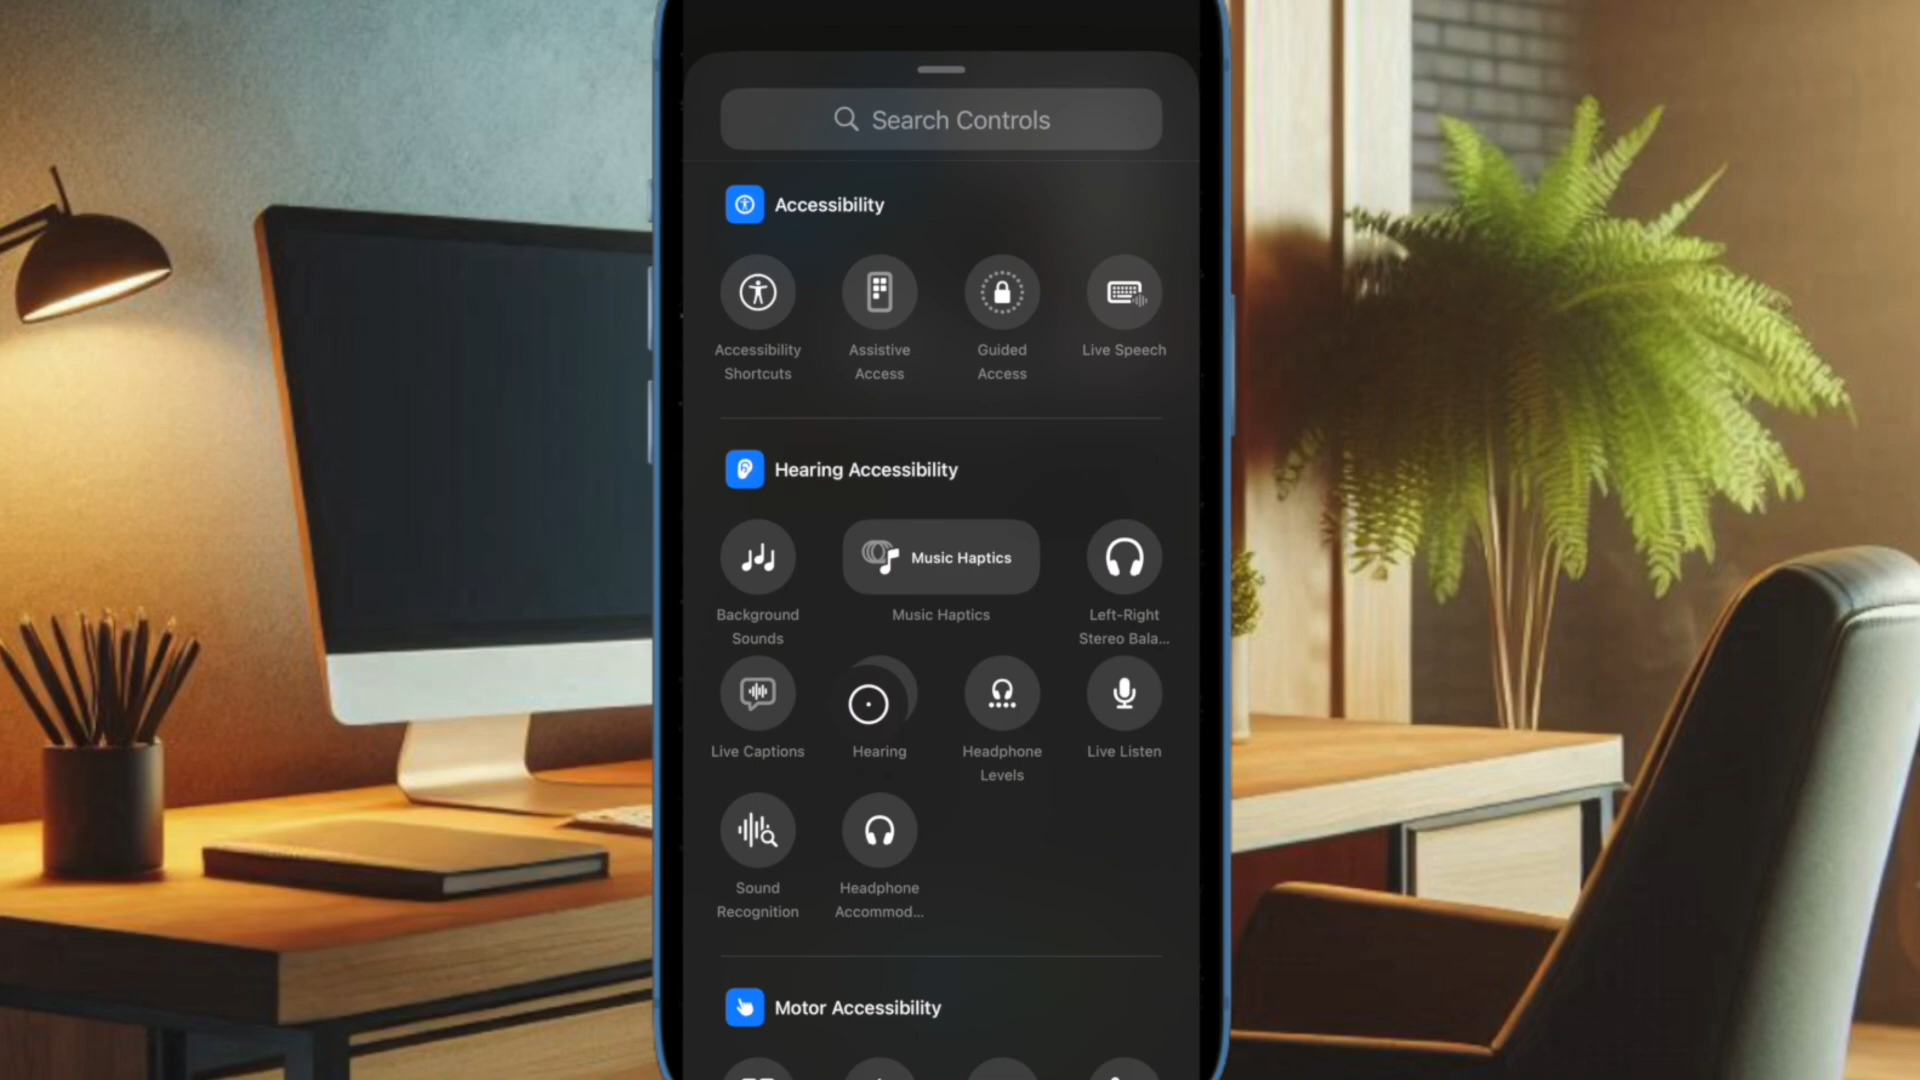 Search Controls
Accessibility
Accessibility
Shortcuts
Assistive
Access
Guided
Access
Live Speech
Hearing Accessibility
Background
Sounds
Music Haptics
Music Haptics
Left-Right
Stereo Bala...
Live Captions
Hearing
Headphone
Levels
Live Listen
Sound
Recognition
Headphone
Accommod...
Motor Accessibility